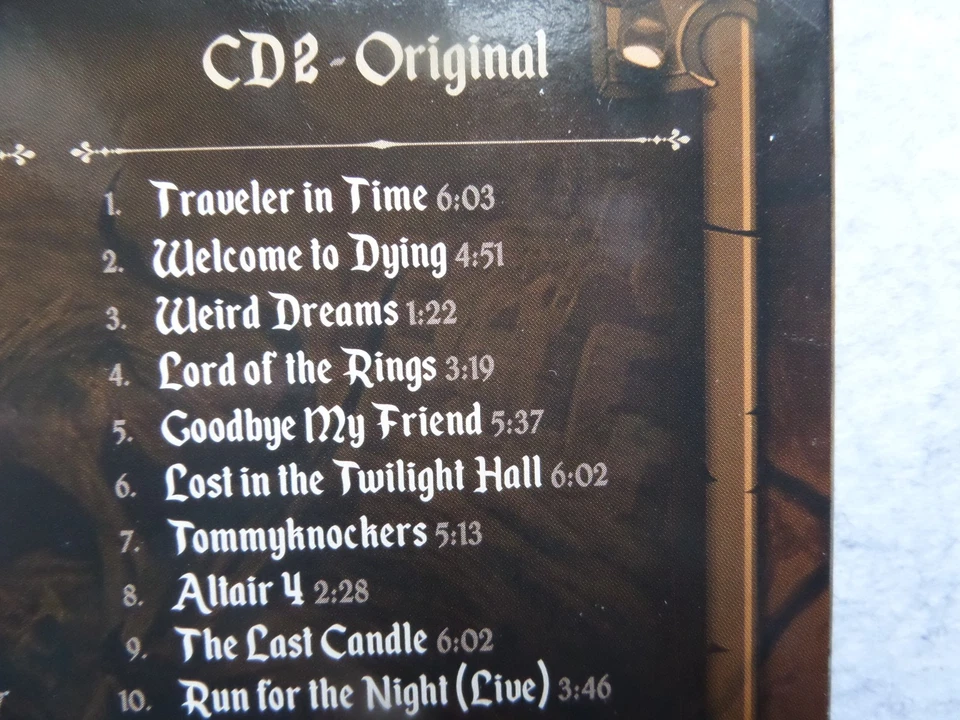 CD2 - Original
1. Traveler in Time 6:03
2. Welcome to Dying 4:51
3. Weird Dreams 1:22
4. Lord of the Rings 3:19
5. Goodbye My Friend 5:37
6. Lost in the Twilight Hall 6:02
7. Tommyknockers 5:13
8. Altair 4 2:28
9. The Last Candle 6:02
10. Run for the Night (Live) 3:46